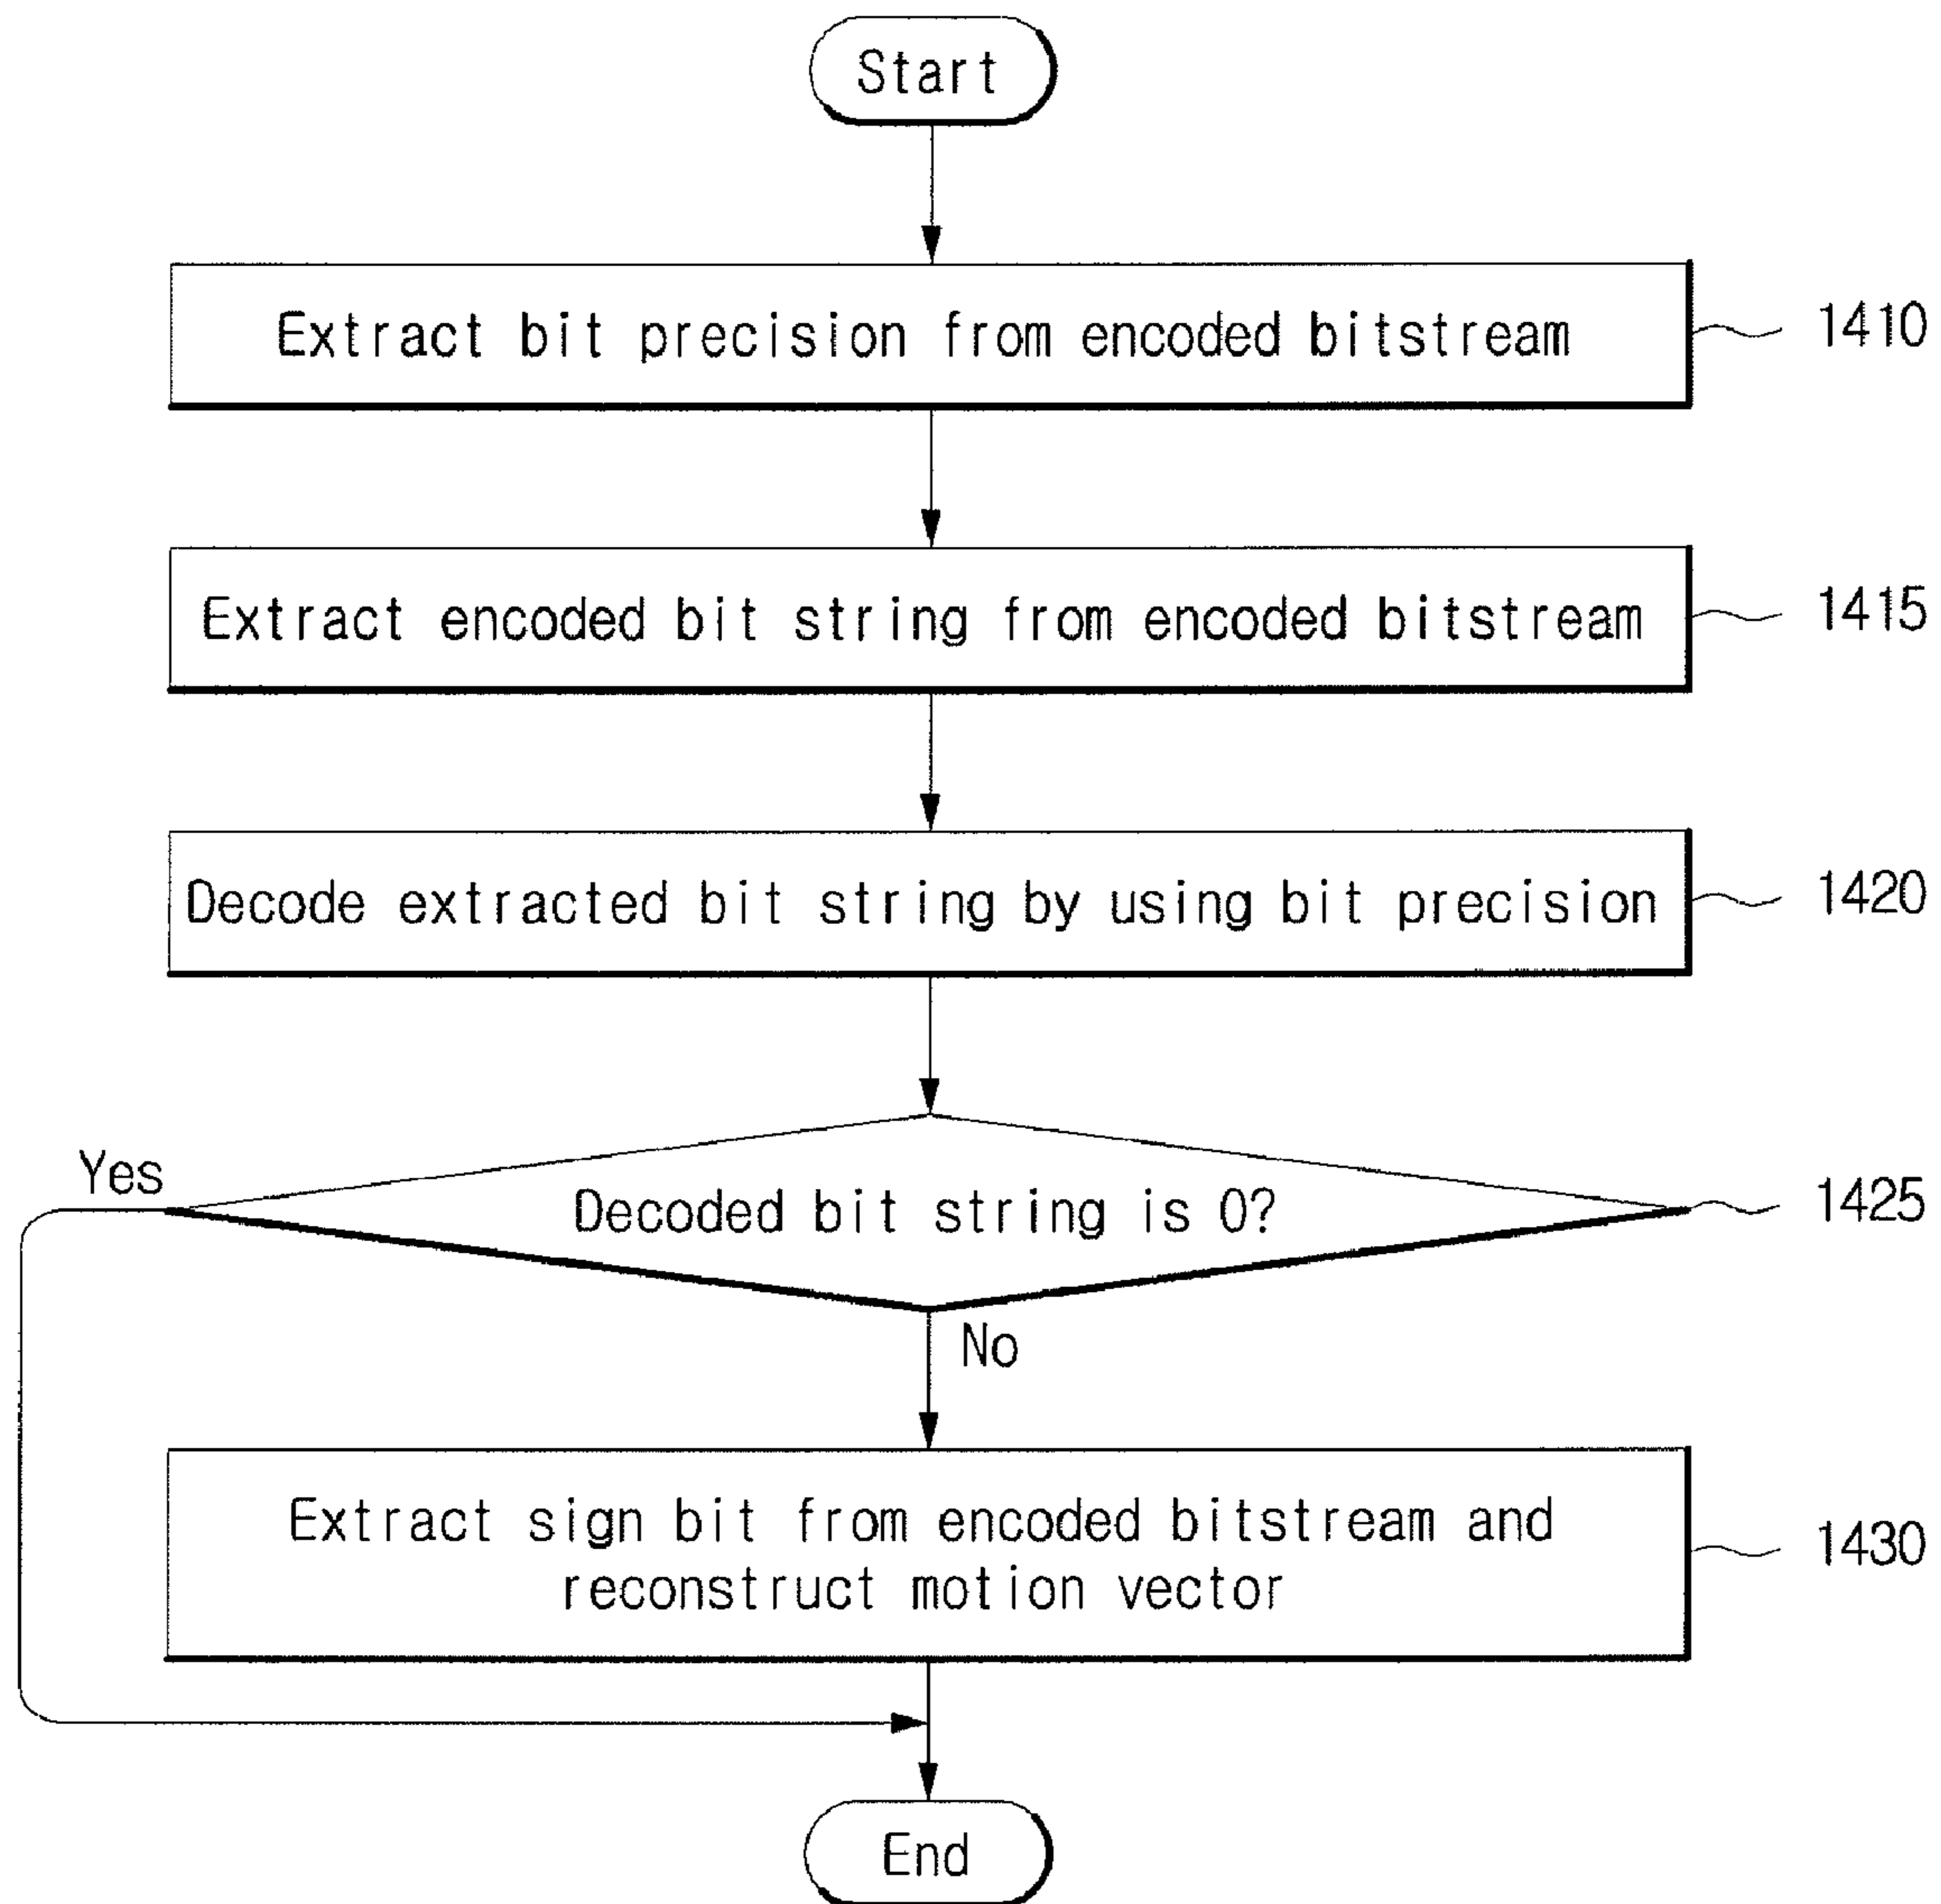 Start
Extract bit precision from encoded bitstream
1410
Extract encoded bit string from encoded bitstream
1415
Decode extracted bit string by using bit precision
1420
Yes
Decoded bit string is 0?
1425
No
Extract sign bit from encoded bitstream and
reconstruct motion vector
1430
End